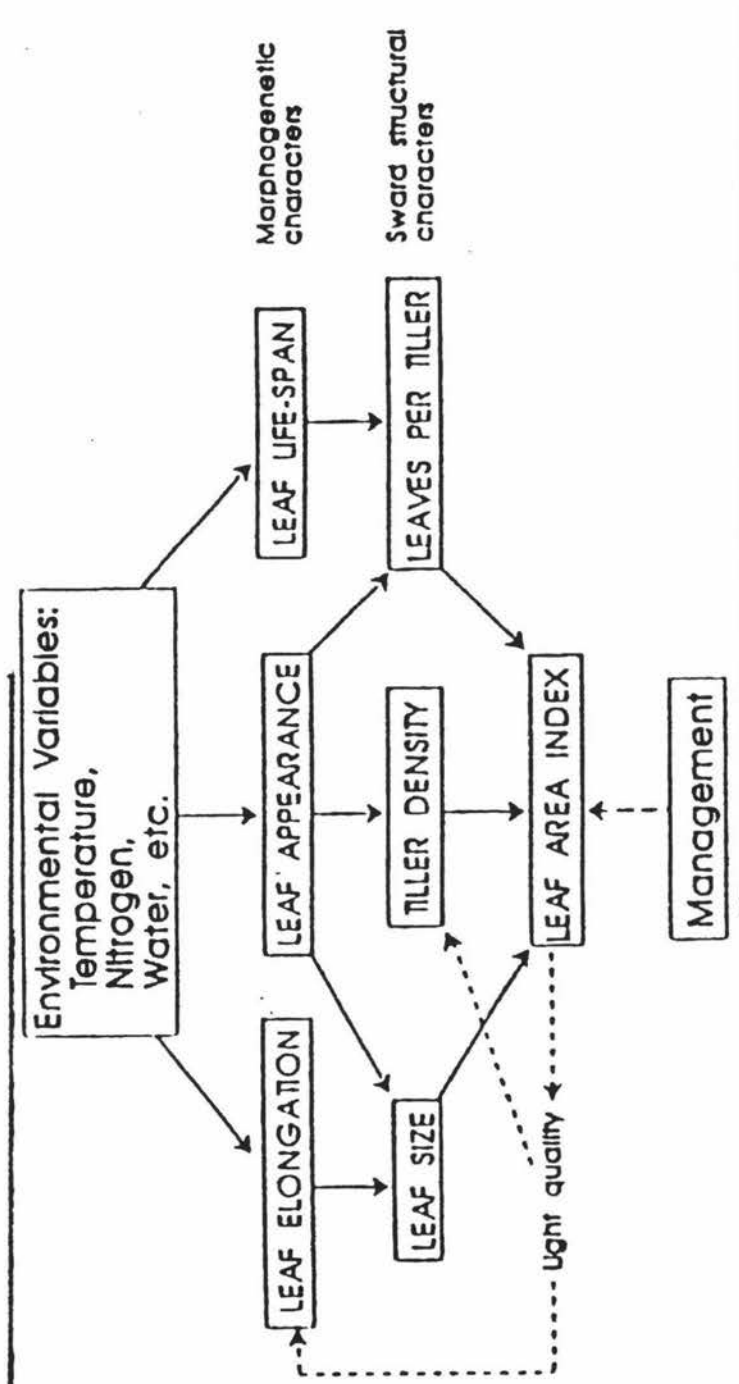 Environmental Variables:
Temperature,
Nitrogen,
Water, etc.
Morphogenetic
characters
LEAF ELONGATION
LEAF APPEARANCE
LEAF LIFE-SPAN
Sward structural
characters
LEAF SIZE
TILLER DENSITY
LEAVES PER TILLER
Light quality
LEAF AREA INDEX
Management